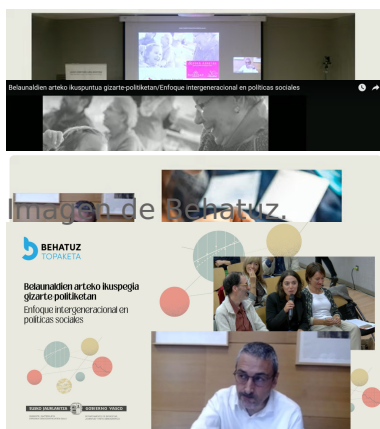 Belaunaldien arteko ikuspuntua gizarte-politiketan/Enfoque intergeneracional en políticas sociales
Imagen de Behatuz.
BEHATUZ
TOPAKETA
Belaunaldien arteko ikuspegia
gizarte-politiketan
Enfoque intergeneracional en
políticas sociales
EUSKO JAURLARITZA
GOBIERNO VASCO